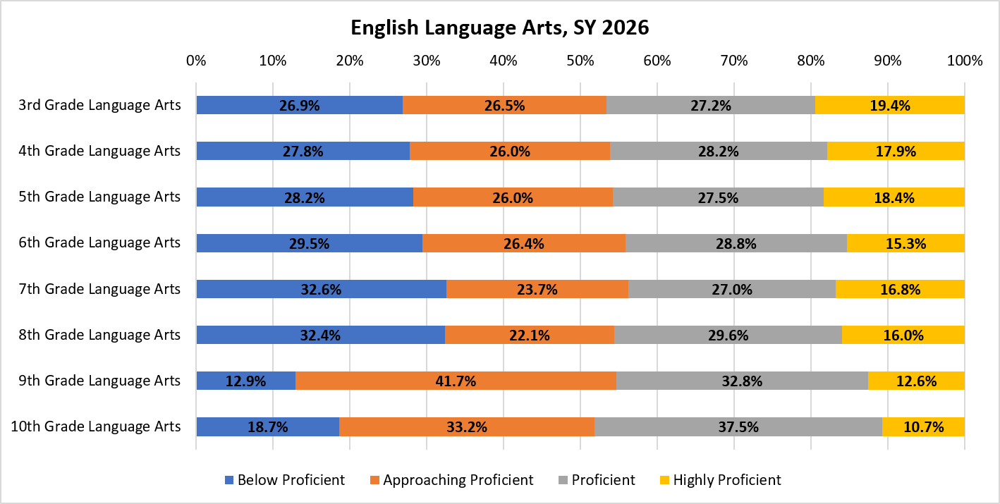 English Language Arts, SY 2026
0% 10% 20% 30% 40% 50% 60% 70% 80% 90% 100%
3rd Grade Language Arts 26.9% 26.5% 27.2% 19.4%
4th Grade Language Arts 27.8% 26.0% 28.2% 17.9%
5th Grade Language Arts 28.2% 26.0% 27.5% 18.4%
6th Grade Language Arts 29.5% 26.4% 28.8% 15.3%
7th Grade Language Arts 32.6% 23.7% 27.0% 16.8%
8th Grade Language Arts 32.4% 22.1% 29.6% 16.0%
9th Grade Language Arts 12.9% 41.7% 32.8% 12.6%
10th Grade Language Arts 18.7% 33.2% 37.5% 10.7%
Below Proficient Approaching Proficient Proficient Highly Proficient